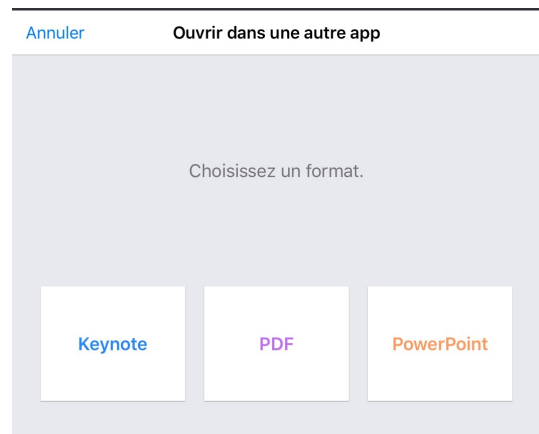 Annuler Ouvrir dans une autre app
Choisissez un format.
Keynote PDF PowerPoint